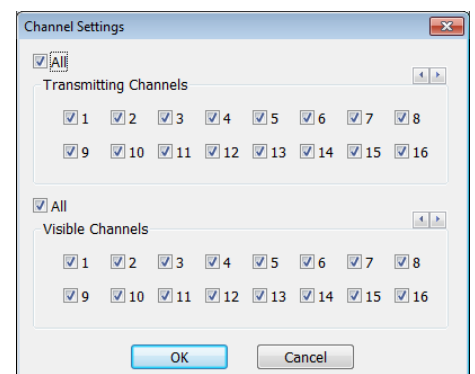 Channel Settings
All
Transmitting Channels
1 2 3 4 5 6 7 8
9 10 11 12 13 14 15 16
All
Visible Channels
1 2 3 4 5 6 7 8
9 10 11 12 13 14 15 16
OK Cancel